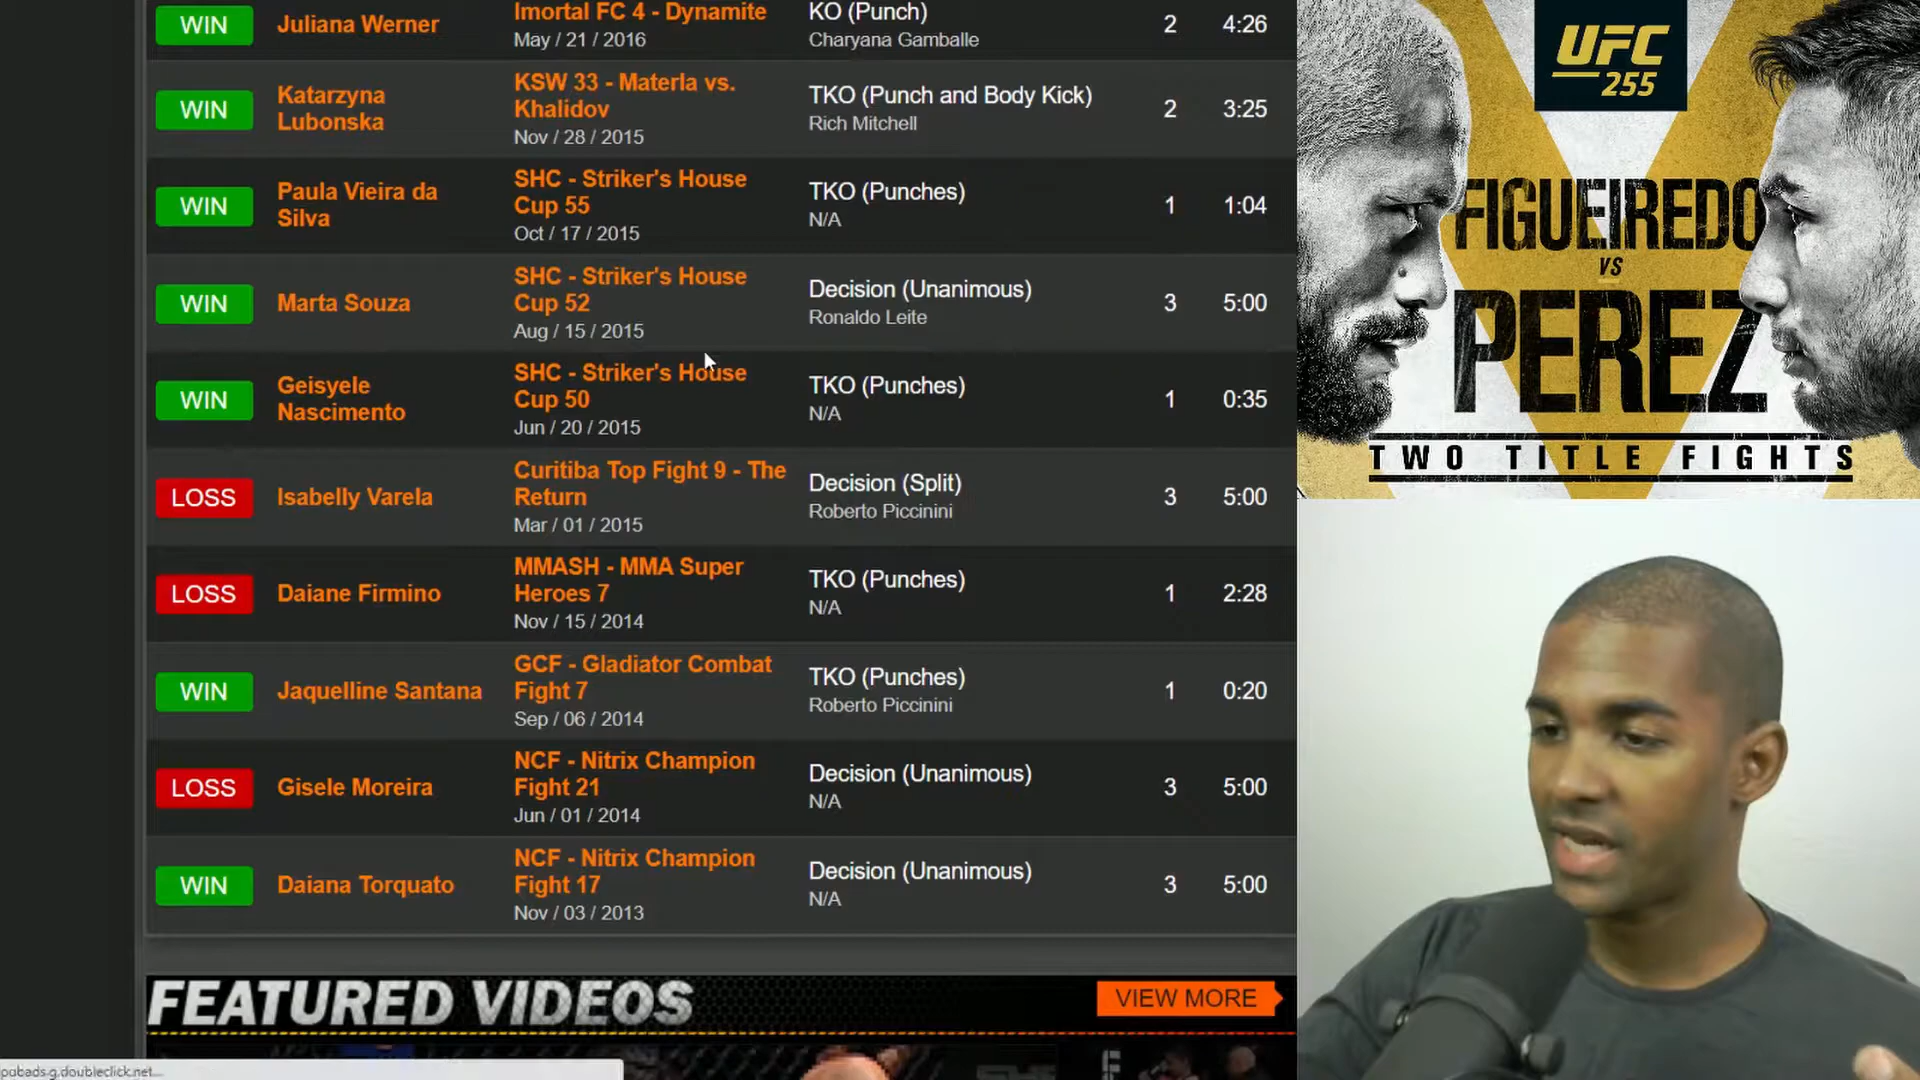 WIN
Juliana Werner
Imortal FC 4 - Dynamite
May / 21 / 2016
KO (Punch)
Charyana Gamballe
2
4:26
WIN
Katarzyna
Lubonska
KSW 33 - Materla vs.
Khalidov
Nov / 28 / 2015
TKO (Punch and Body Kick)
Rich Mitchell
2
3:25
WIN
Paula Vieira da
Silva
SHC - Striker's House
Cup 55
Oct / 17 / 2015
TKO (Punches)
N/A
1
1:04
WIN
Marta Souza
SHC - Striker's House
Cup 52
Aug / 15 / 2015
Decision (Unanimous)
Ronaldo Leite
3
5:00
WIN
Geisyele
Nascimento
SHC - Striker's House
Cup 50
Jun / 20 / 2015
TKO (Punches)
N/A
1
0:35
LOSS
Isabelly Varela
Curitiba Top Fight 9 - The
Return
Mar / 01 / 2015
Decision (Split)
Roberto Piccinini
3
5:00
LOSS
Daiane Firmino
MMASH - MMA Super
Heroes 7
Nov / 15 / 2014
TKO (Punches)
N/A
1
2:28
WIN
Jaquelline Santana
GCF - Gladiator Combat
Fight 7
Sep / 06 / 2014
TKO (Punches)
Roberto Piccinini
1
0:20
LOSS
Gisele Moreira
NCF - Nitrix Champion
Fight 21
Jun / 01 / 2014
Decision (Unanimous)
N/A
3
5:00
WIN
Daiana Torquato
NCF - Nitrix Champion
Fight 17
Nov / 03 / 2013
Decision (Unanimous)
N/A
3
5:00
FEATURED VIDEOS
VIEW MORE
pubads.g.doubleclick.net...
UFC
255
FIGUEIREDO
VS
PEREZ
TWO TITLE FIGHTS